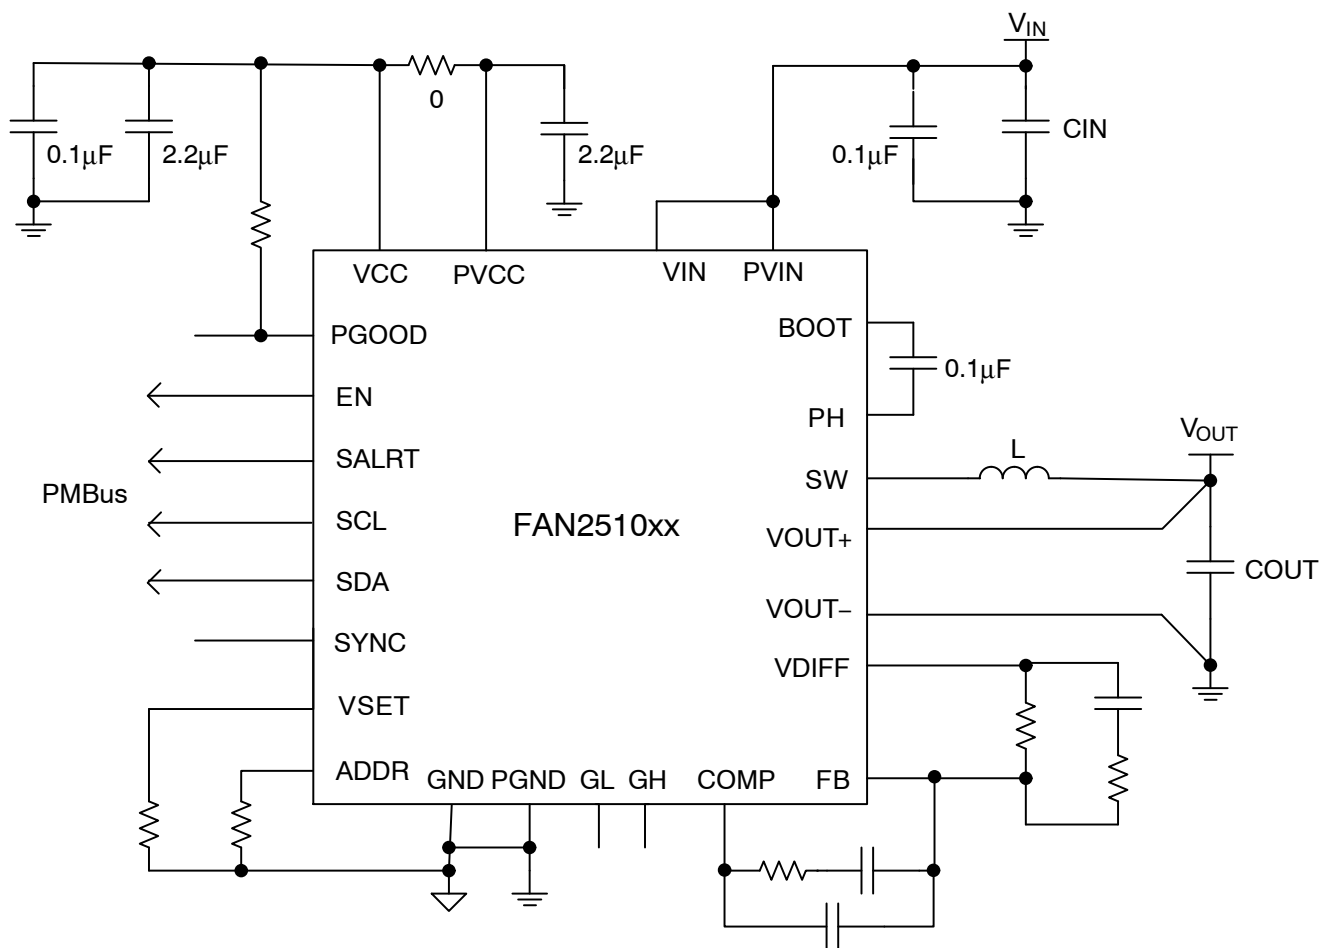 V_IN
0
0.1μF
2.2μF
2.2μF
0.1μF
CIN
VCC
PVCC
VIN
PVIN
PGOOD
BOOT
0.1μF
EN
PH
V_OUT
SALRT
L
SW
PMBus
SCL
FAN2510xx
VOUT+
COUT
SDA
VOUT−
SYNC
VDIFF
VSET
ADDR
GND
PGND
GL
GH
COMP
FB